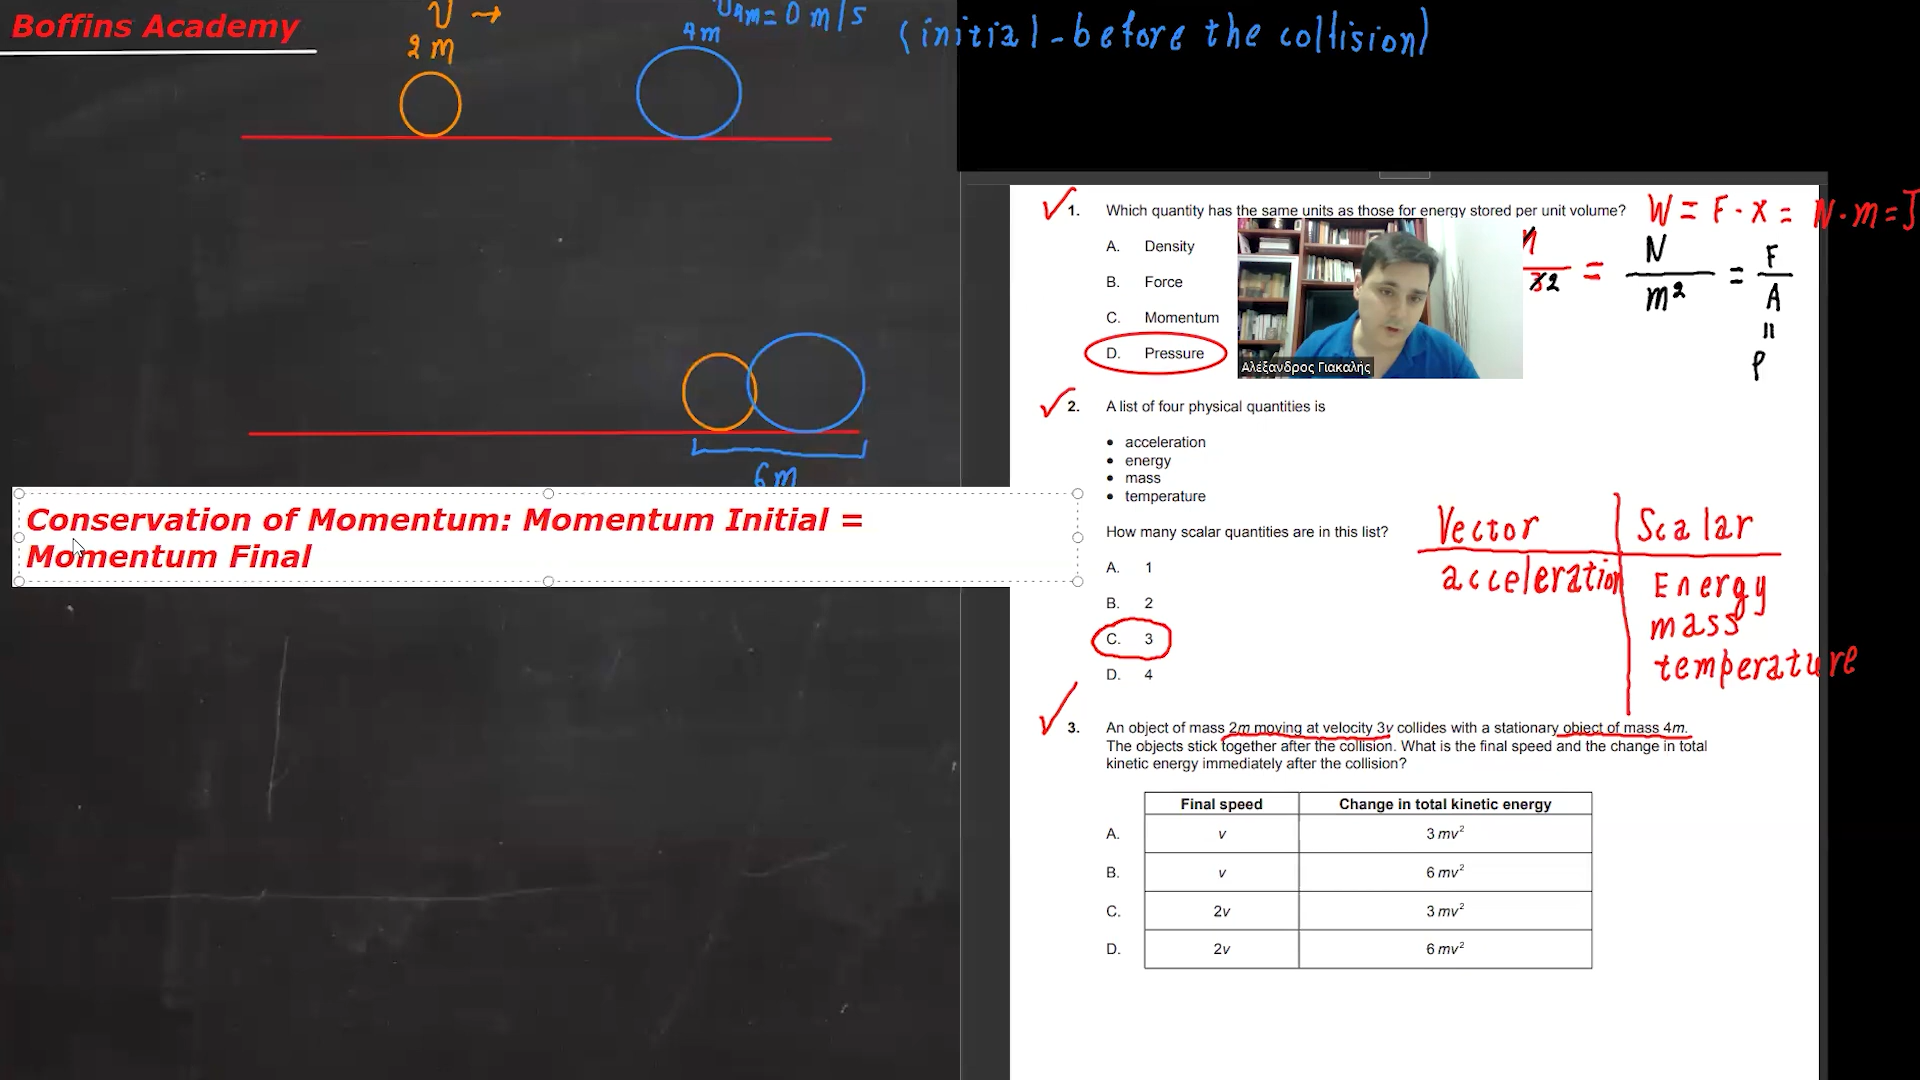 Boffins Academy
υ →
2 m
υ4m = 0 m/s
4m
(initial - before the collision)
6m
Conservation of Momentum: Momentum Initial =
Momentum Final
1. Which quantity has the same units as those for energy stored per unit volume?
A. Density
B. Force
C. Momentum
D. Pressure
W = F · x = N · m = J
= N/m² = F/A
=
P
Αλέξανδρος Γιακαλής
2. A list of four physical quantities is
• acceleration
• energy
• mass
• temperature
How many scalar quantities are in this list?
A. 1
B. 2
C. 3
D. 4
Vector Scalar
acceleration Energy
mass
temperature
3. An object of mass 2m moving at velocity 3v collides with a stationary object of mass 4m.
The objects stick together after the collision. What is the final speed and the change in total
kinetic energy immediately after the collision?
Final speed Change in total kinetic energy
A. v 3 mv²
B. v 6 mv²
C. 2v 3 mv²
D. 2v 6 mv²